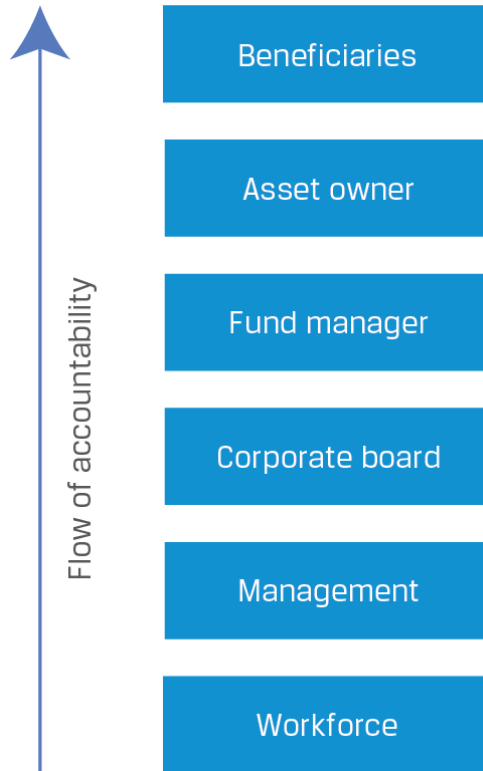 Beneficiaries
Asset owner
Fund manager
Corporate board
Management
Workforce
Flow of accountability